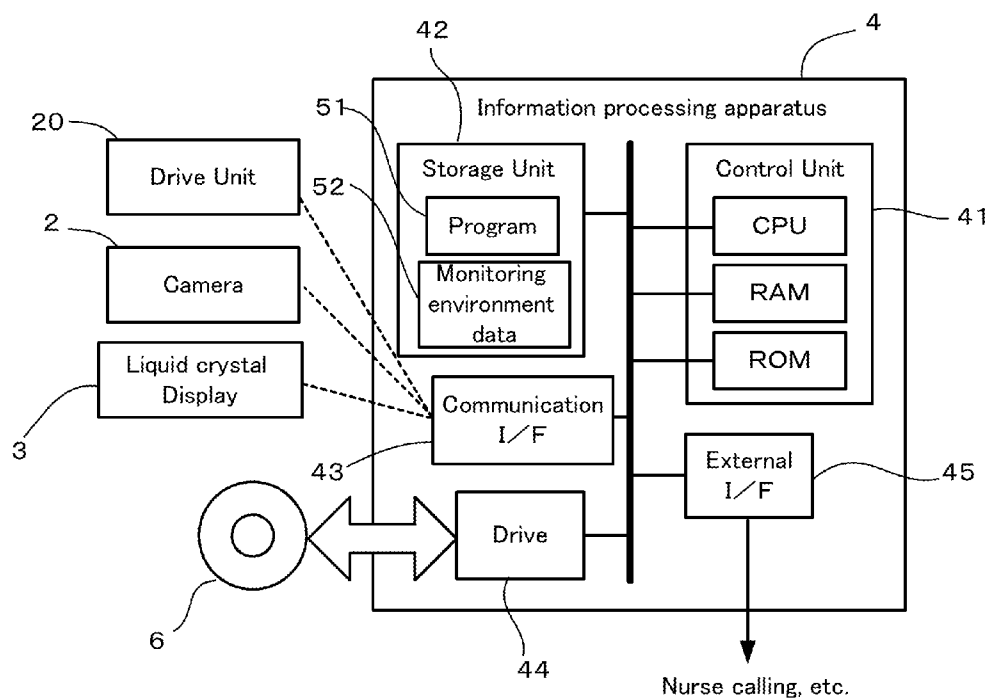 4
42
Information processing apparatus
51
20
Storage Unit
Control Unit
Drive Unit
52
41
Program
CPU
2
Camera
Monitoring
environment
data
RAM
ROM
Liquid crystal
Display
Communication
I/F
3
43
External
I/F
45
Drive
6
44
Nurse calling, etc.